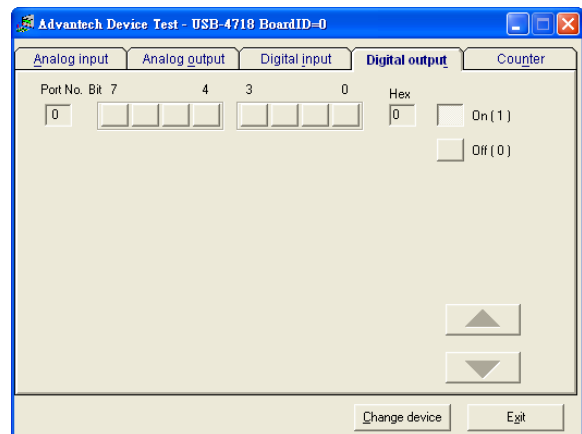 Advantech Device Test - USB-4718 BoardID=0
Analog input Analog output Digital input Digital output Counter
Port No. Bit 7 4 3 0 Hex
0 0 On ( 1 )
Off ( 0 )
Change device Exit